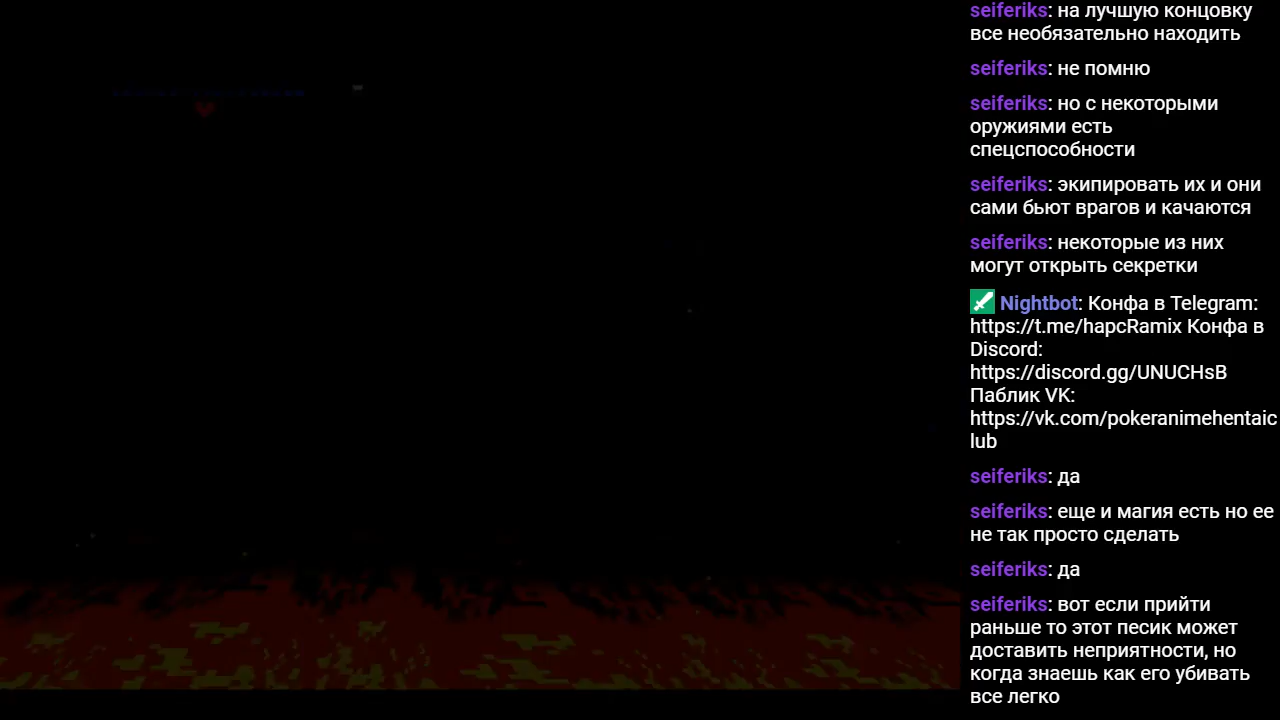 seiferiks: на лучшую концовку
все необязательно находить
seiferiks: не помню
seiferiks: но с некоторыми
оружиями есть
спецспособности
seiferiks: экипировать их и они
сами бьют врагов и качаются
seiferiks: некоторые из них
могут открыть секретки
Nightbot: Конфа в Telegram:
https://t.me/hapcRamix Конфа в
Discord:
https://discord.gg/UNUCHsB
Паблик VK:
https://vk.com/pokeranimehentaic
lub
seiferiks: да
seiferiks: еще и магия есть но ее
не так просто сделать
seiferiks: да
seiferiks: вот если прийти
раньше то этот песик может
доставить неприятности, но
когда знаешь как его убивать
все легко